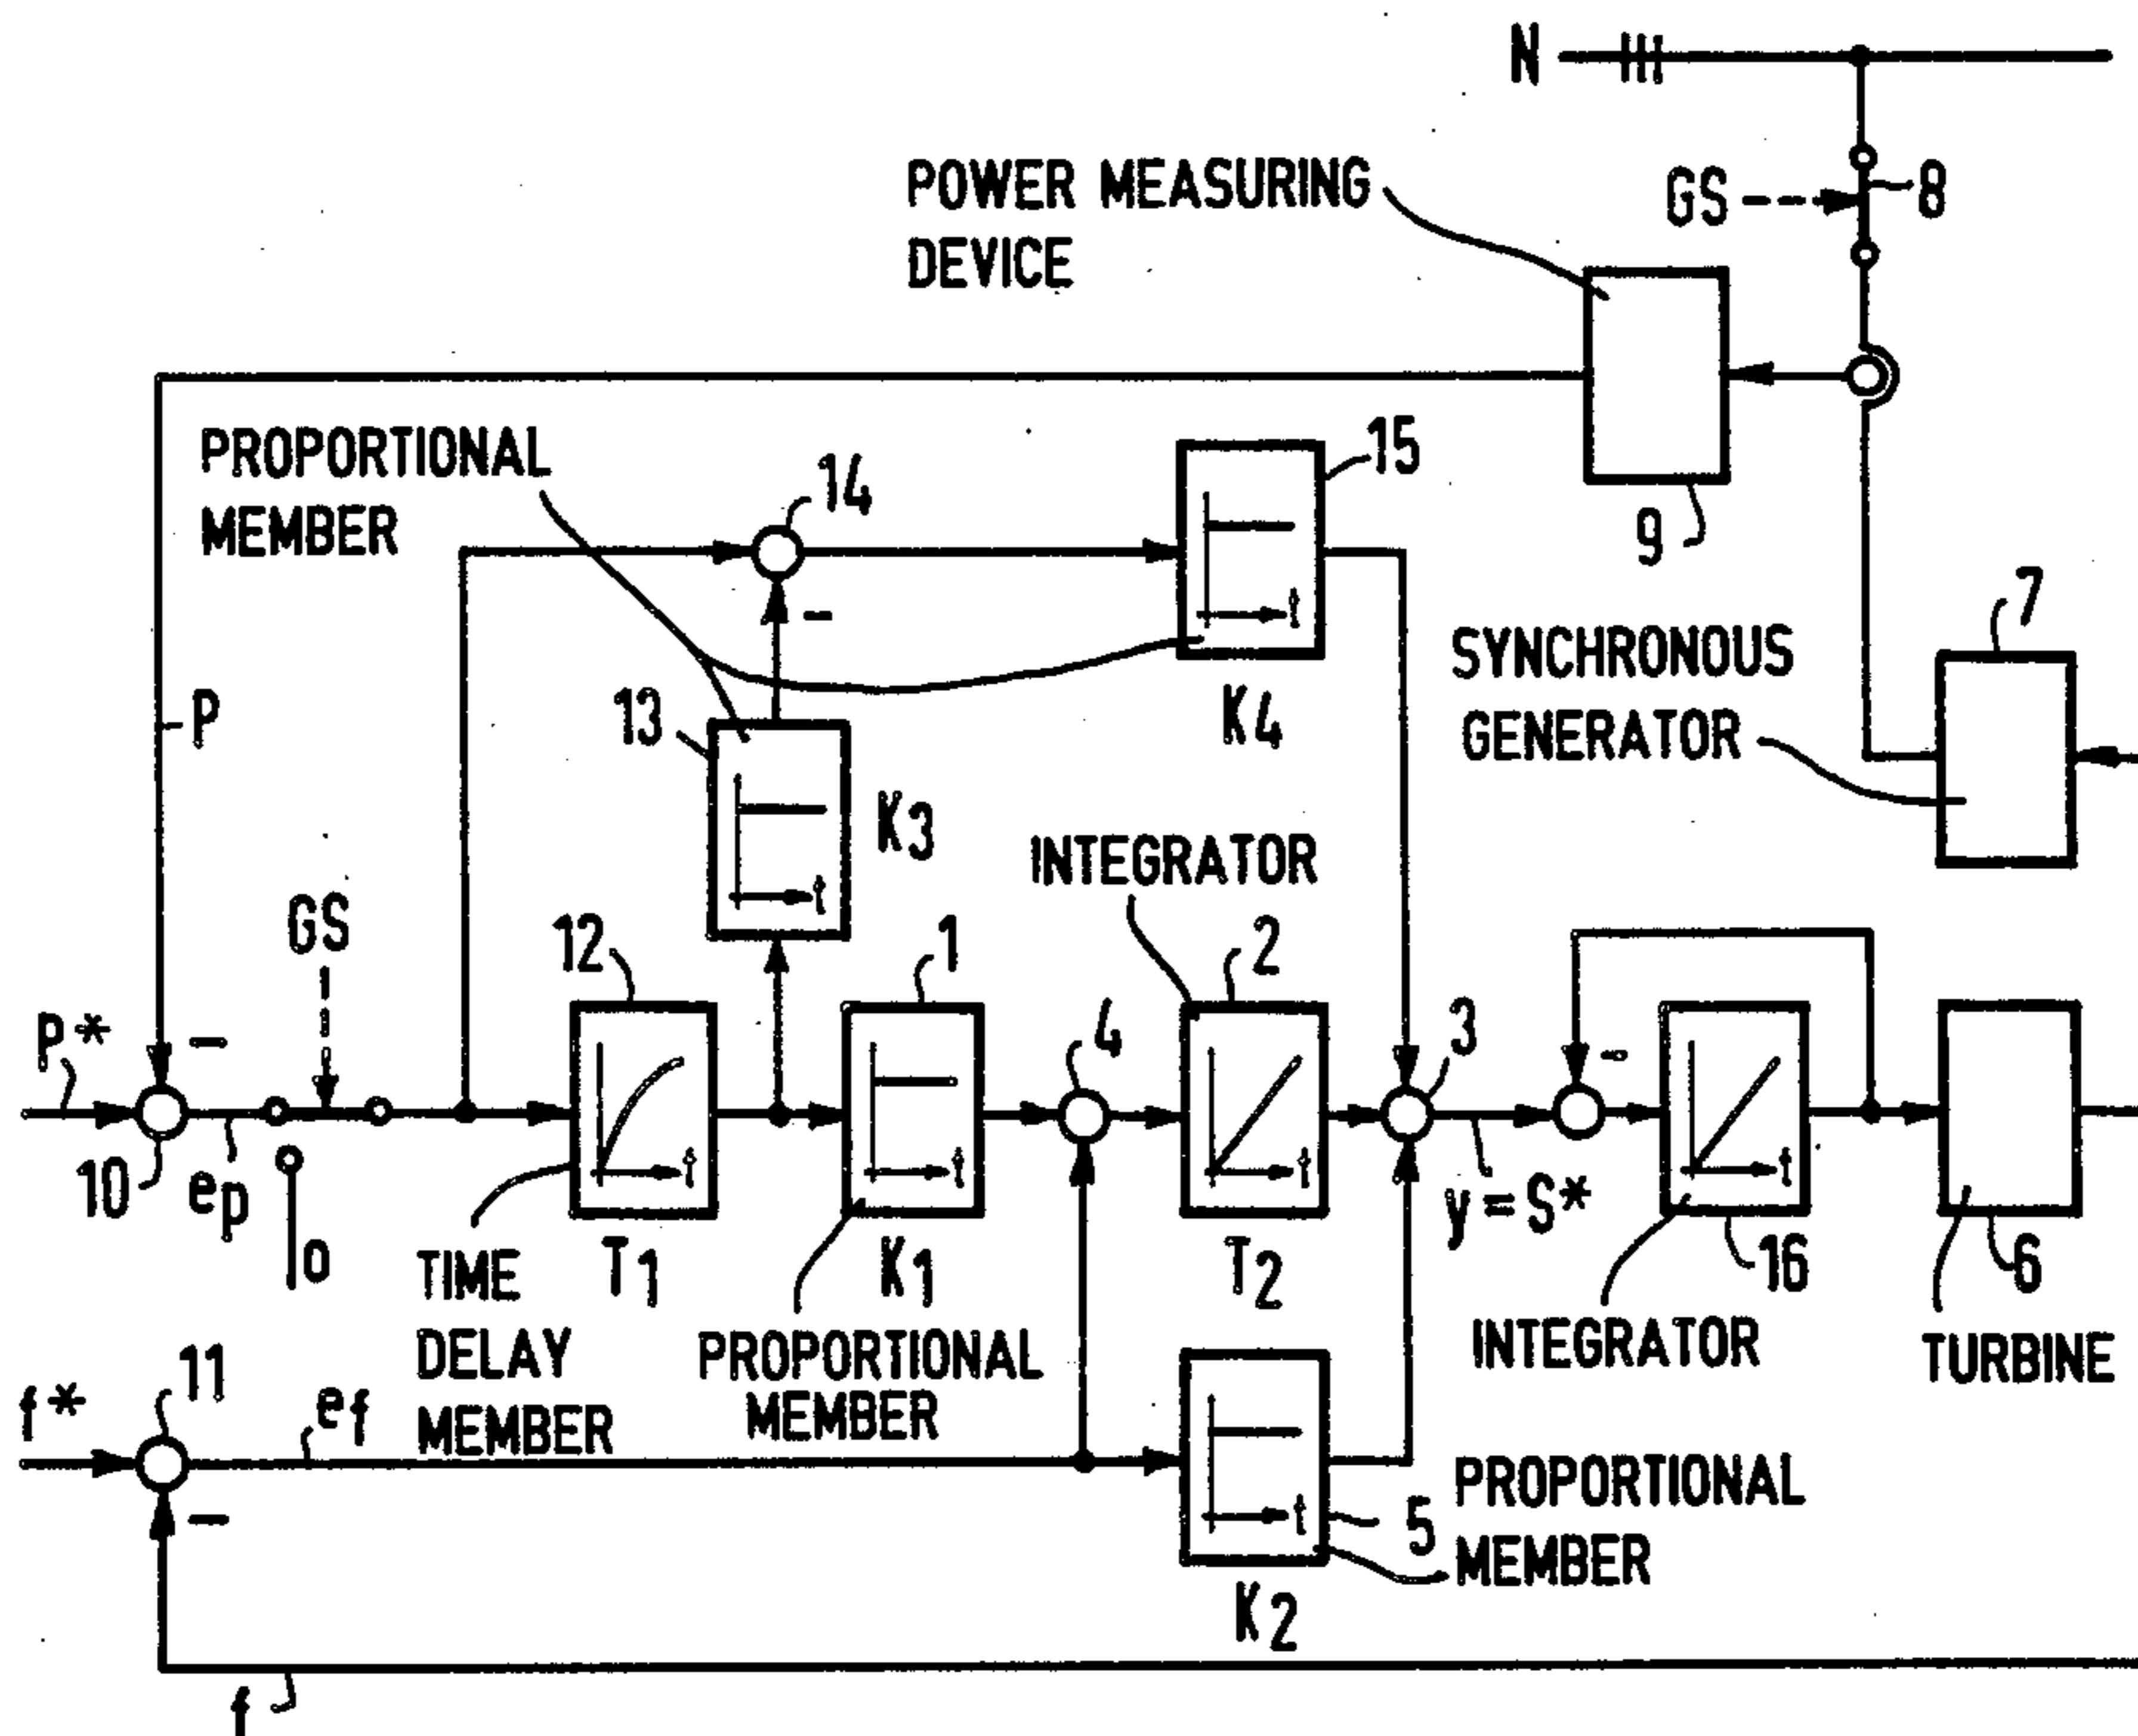 N
POWER MEASURING
DEVICE
GS
8
PROPORTIONAL
MEMBER
14
15
9
7
SYNCHRONOUS
GENERATOR
P
13
K3
K4
INTEGRATOR
t
t
GS
12
1
2
4
3
P*
-
-
-
10
ep
0
t
t
t
t
y=S*
16
6
TIME
DELAY
MEMBER
T1
K1
T2
PROPORTIONAL
MEMBER
INTEGRATOR
TURBINE
11
f*
ef
-
t
5
PROPORTIONAL
MEMBER
K2
f